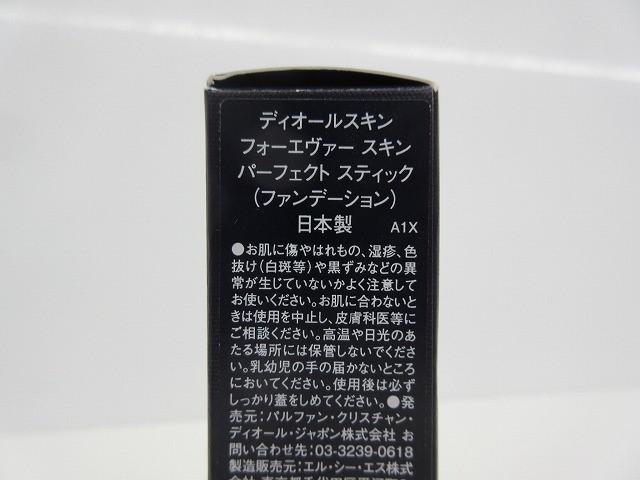 ディオールスキン
フォーエヴァー スキン
パーフェクト スティック
(ファンデーション)
日本製 A1X
●お肌に傷やはれもの、湿疹、色
抜け(白斑等)や黒ずみなどの異
常が生じていないかよく注意して
お使いください。お肌に合わないと
きは使用を中止し、皮膚科医等に
ご相談ください。高温や日光のあ
たる場所には保管しないでくださ
い。乳幼児の手の届かないところ
においてください。使用後は必ず
しっかり蓋をしめてください。●発
売元:パルファン・クリスチャン・
ディオール・ジャポン株式会社 お
問い合わせ先:03-3239-0618
製造販売元:エル・シー・エス株式